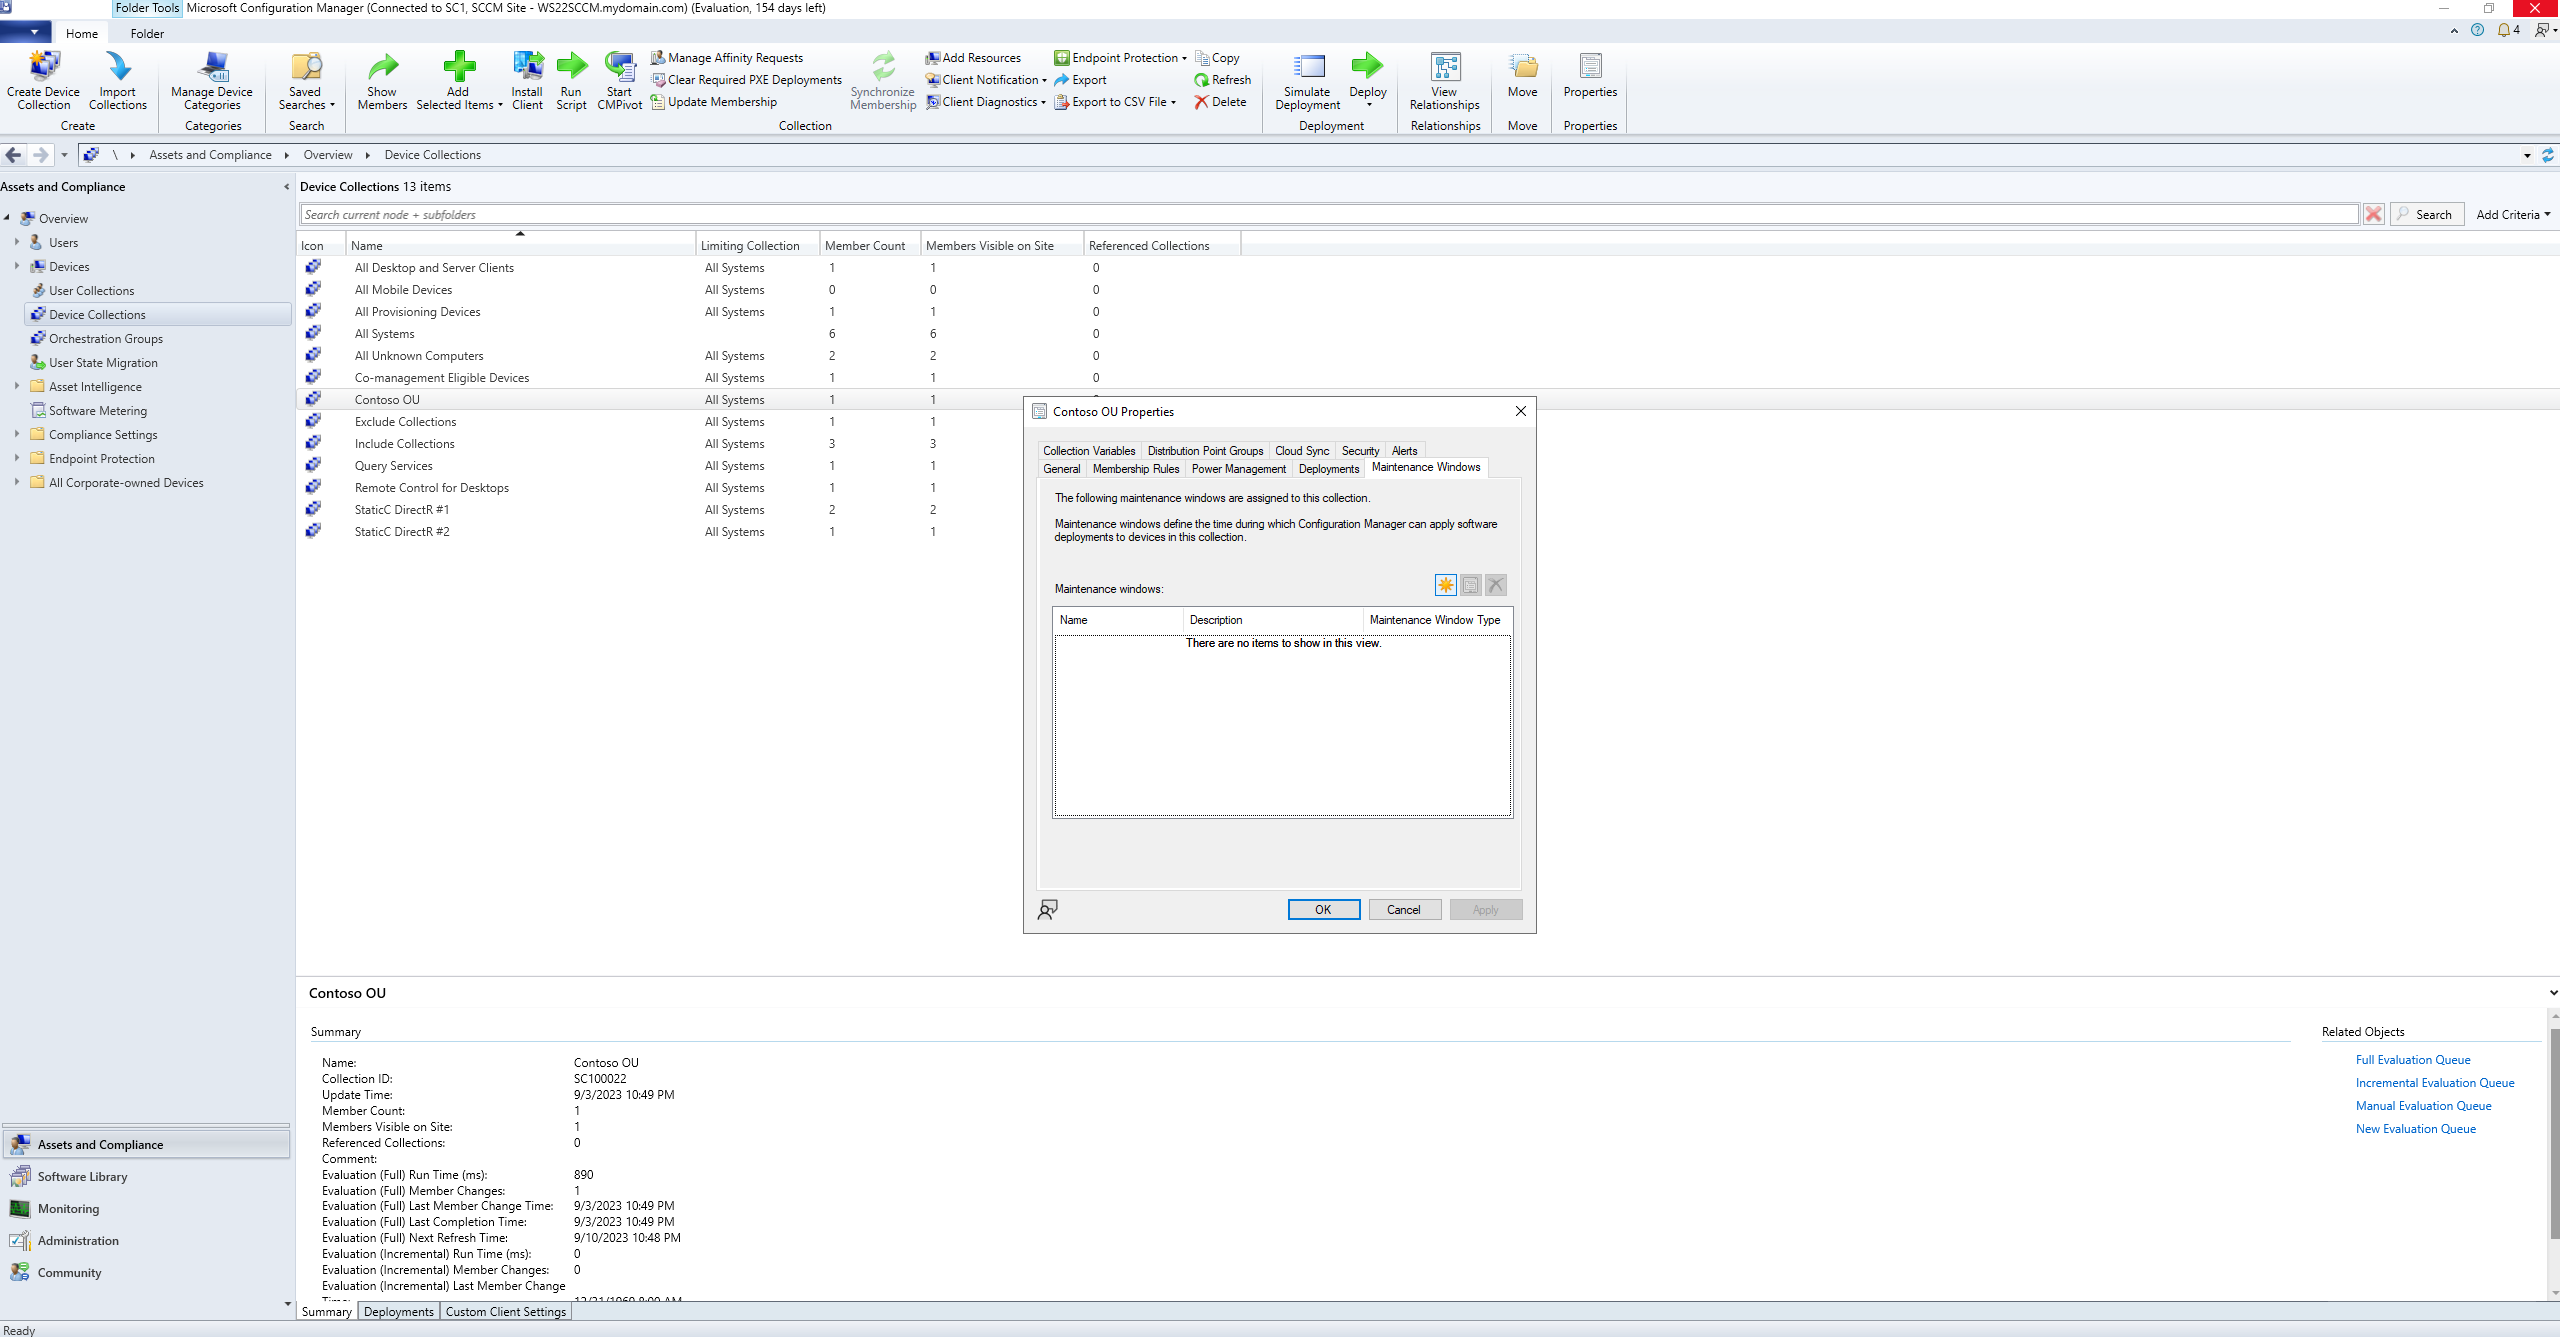 Folder Tools Microsoft Configuration Manager (Connected to SC1, SCCM Site - WS22SCCM.mydomain.com) (Evaluation, 154 days left)
Home Folder
4
Create Device Collection
Import Collections
Create
Manage Device Categories
Categories
Saved Searches
Search
Show Members
Add Selected Items
Install Client
Run Script
Start CMPivot
Manage Affinity Requests
Clear Required PXE Deployments
Update Membership
Synchronize Membership
Add Resources
Client Notification
Client Diagnostics
Endpoint Protection
Export
Export to CSV File
Copy
Refresh
Delete
Collection
Simulate Deployment
Deploy
Deployment
View Relationships
Relationships
Move
Move
Properties
Properties
\ Assets and Compliance Overview Device Collections
Assets and Compliance
Overview
Users
Devices
User Collections
Device Collections
Orchestration Groups
User State Migration
Asset Intelligence
Software Metering
Compliance Settings
Endpoint Protection
All Corporate-owned Devices
Assets and Compliance
Software Library
Monitoring
Administration
Community
Device Collections 13 items
Search current node + subfolders
Search Add Criteria
Icon Name Limiting Collection Member Count Members Visible on Site Referenced Collections
All Desktop and Server Clients All Systems 1 1 0
All Mobile Devices All Systems 0 0 0
All Provisioning Devices All Systems 1 1 0
All Systems 6 6 0
All Unknown Computers All Systems 2 2 0
Co-management Eligible Devices All Systems 1 1 0
Contoso OU All Systems 1 1
Exclude Collections All Systems 1 1
Include Collections All Systems 3 3
Query Services All Systems 1 1
Remote Control for Desktops All Systems 1 1
StaticC DirectR #1 All Systems 2 2
StaticC DirectR #2 All Systems 1 1
Contoso OU Properties
Collection Variables Distribution Point Groups Cloud Sync Security Alerts
General Membership Rules Power Management Deployments Maintenance Windows
The following maintenance windows are assigned to this collection.
Maintenance windows define the time during which Configuration Manager can apply software
deployments to devices in this collection.
Maintenance windows:
Name Description Maintenance Window Type
There are no items to show in this view.
OK Cancel Apply
Contoso OU
Summary
Name: Contoso OU
Collection ID: SC100022
Update Time: 9/3/2023 10:49 PM
Member Count: 1
Members Visible on Site: 1
Referenced Collections: 0
Comment:
Evaluation (Full) Run Time (ms): 890
Evaluation (Full) Member Changes: 1
Evaluation (Full) Last Member Change Time: 9/3/2023 10:49 PM
Evaluation (Full) Last Completion Time: 9/3/2023 10:49 PM
Evaluation (Full) Next Refresh Time: 9/10/2023 10:48 PM
Evaluation (Incremental) Run Time (ms): 0
Evaluation (Incremental) Member Changes: 0
Evaluation (Incremental) Last Member Change
Related Objects
Full Evaluation Queue
Incremental Evaluation Queue
Manual Evaluation Queue
New Evaluation Queue
Summary Deployments Custom Client Settings
Ready